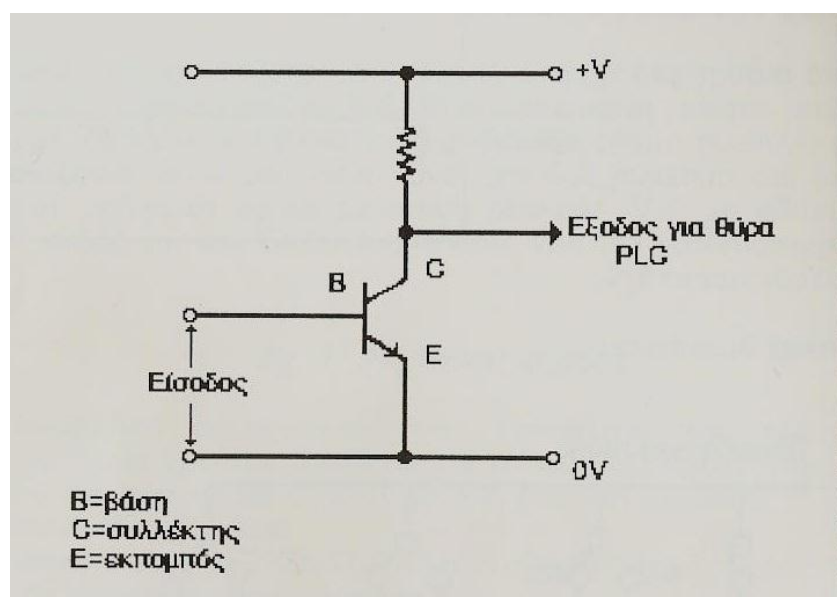 +V
Εξοδος για θύρα
PLC
B
C
E
Είσοδος
0V
B=βάση
C=συλλέκτης
E=εκπομπός